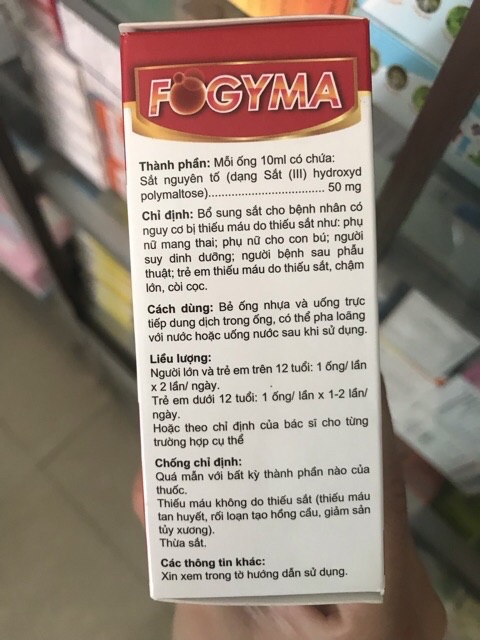 FOGYMA
Thành phần: Mỗi ống 10ml có chứa:
Sắt nguyên tố (dạng Sắt (III) hydroxyd
polymaltose)................................ 50 mg
Chỉ định: Bổ sung sắt cho bệnh nhân có
nguy cơ bị thiếu máu do thiếu sắt như: phụ
nữ mang thai; phụ nữ cho con bú; người
suy dinh dưỡng; người bệnh sau phẫu
thuật; trẻ em thiếu máu do thiếu sắt, chậm
lớn, còi cọc.
Cách dùng: Bẻ ống nhựa và uống trực
tiếp dung dịch trong ống, có thể pha loãng
với nước hoặc uống nước sau khi sử dụng.
Liều lượng:
Người lớn và trẻ em trên 12 tuổi: 1 ống/ lần
x 2 lần/ ngày.
Trẻ em dưới 12 tuổi: 1 ống/ lần x 1-2 lần/
ngày.
Hoặc theo chỉ định của bác sĩ cho từng
trường hợp cụ thể
Chống chỉ định:
Quá mẫn với bất kỳ thành phần nào của
thuốc.
Thiếu máu không do thiếu sắt (thiếu máu
tan huyết, rối loạn tạo hồng cầu, giảm sản
tủy xương).
Thừa sắt.
Các thông tin khác:
Xin xem trong tờ hướng dẫn sử dụng.